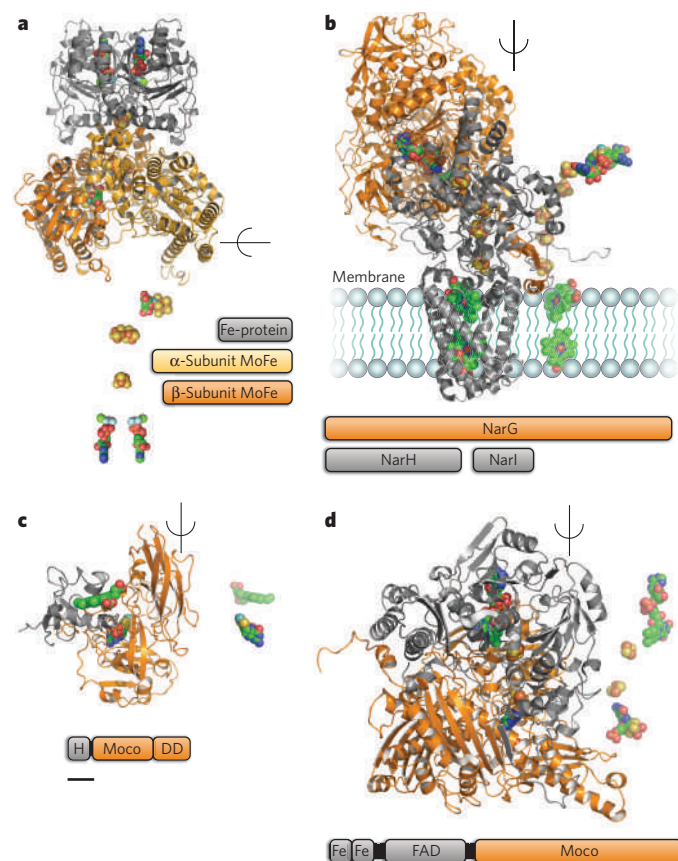 a
b
Membrane
Fe-protein
α-Subunit MoFe
β-Subunit MoFe
NarG
NarH NarI
c
d
H Moco DD
Fe Fe FAD Moco